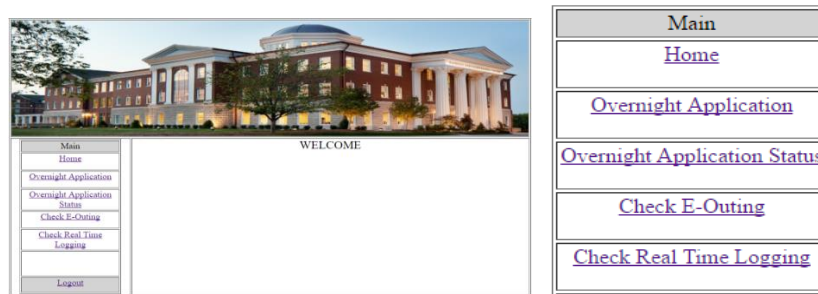 Main
Home
Overnight Application
Overnight Application
Status
Check E-Outing
Check Real Time
Logging
Logout
WELCOME
Main
Home
Overnight Application
Overnight Application Status
Check E-Outing
Check Real Time Logging